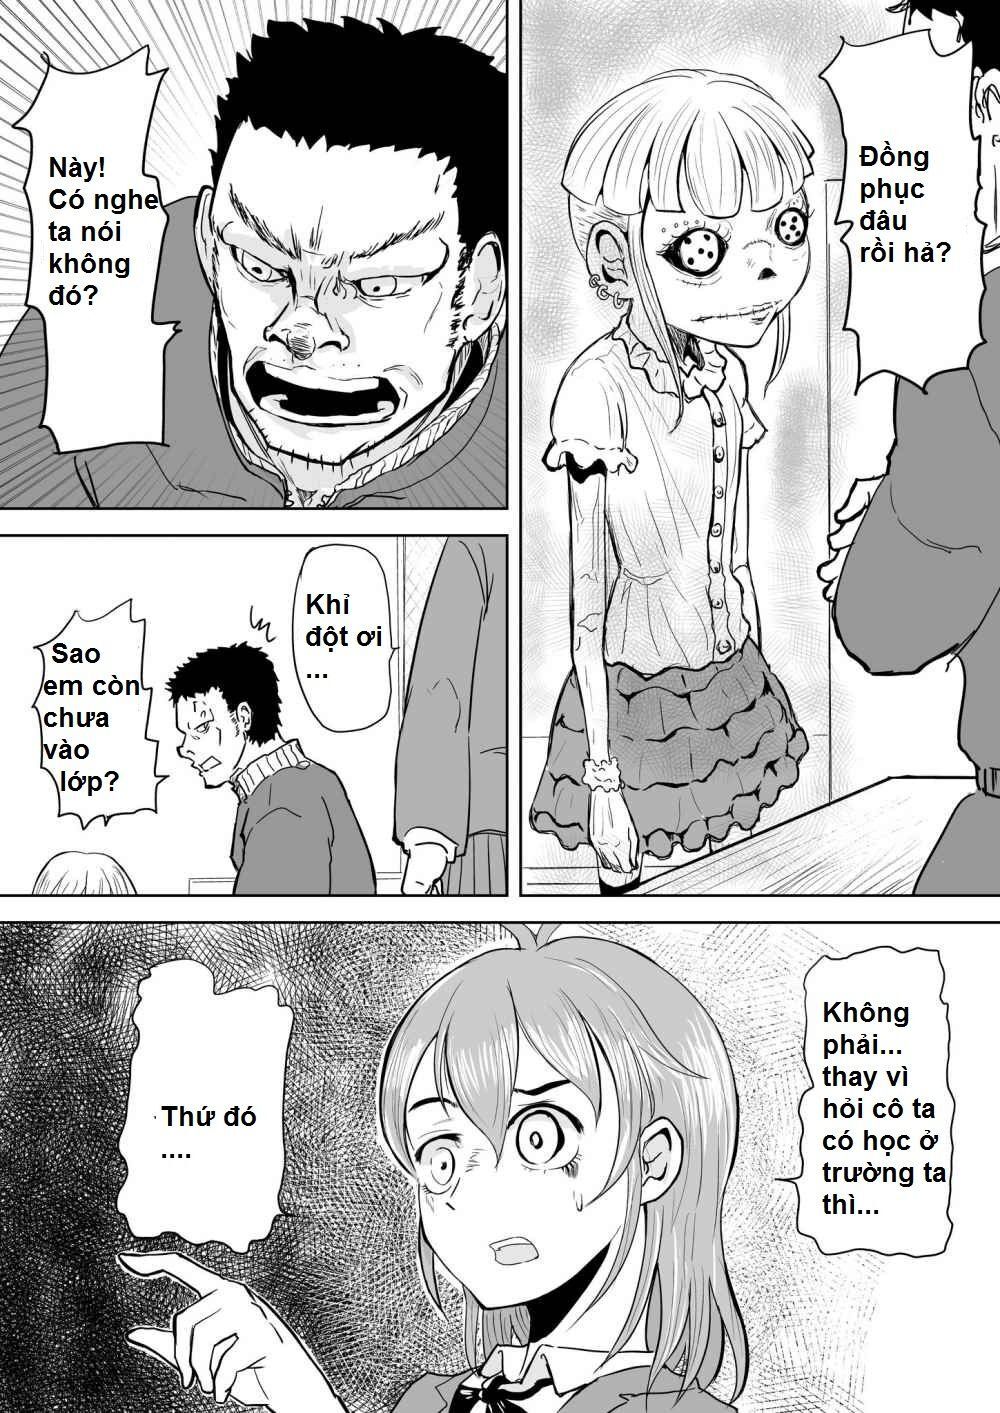 Đồng
phục
đâu
rồi hả?
Này!
Có nghe
ta nói
không
đó?
Khỉ
đột ơi
...
Sao
em còn
chưa
vào
lớp?
Không
phải...
thay vì
hỏi cô ta
có học ở
trường ta
thì...
Thứ đó
....